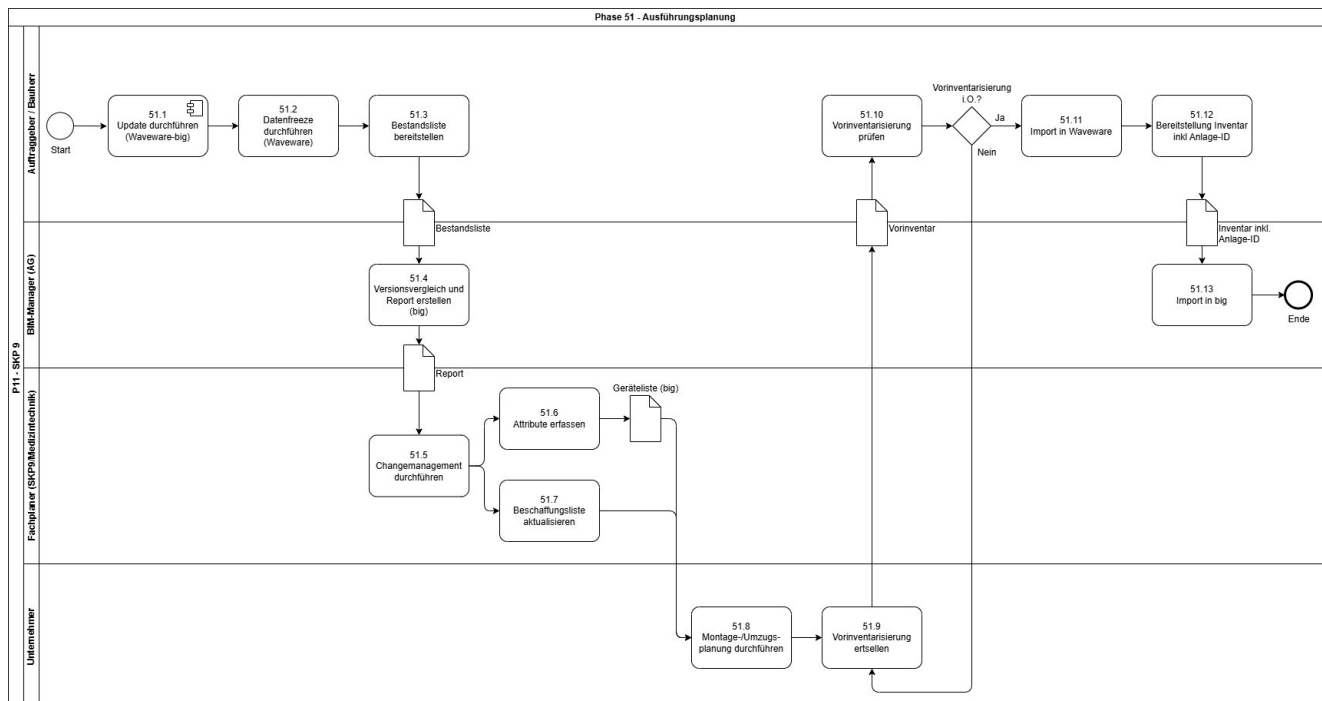 Phase 51 - Ausführungsplanung
P11 - SKP 9
Auftraggeber / Bauherr
Start
51.1
Update durchführen
(Waveware-big)
51.2
Datenfreeze
durchführen
(Waveware)
51.3
Bestandsliste
bereitstellen
51.10
Vorinventarisierung
prüfen
Vorinventarisierung
i.O.?
Ja
Nein
51.11
Import in Waveware
51.12
Bereitstellung Inventar
inkl Anlage-ID
Bestandsliste
Vorinventar
Inventar inkl.
Anlage-ID
BIM-Manager (AG)
51.4
Versionsvergleich und
Report erstellen
(big)
51.13
Import in big
Ende
Report
Fachplaner (SKP9/Medizintechnik)
51.5
Changemanagement
durchführen
51.6
Attribute erfassen
Geräteliste (big)
51.7
Beschaffungsliste
aktualisieren
Unternehmer
51.8
Montage-/Umzugs-
planung durchführen
51.9
Vorinventarisierung
ertsellen